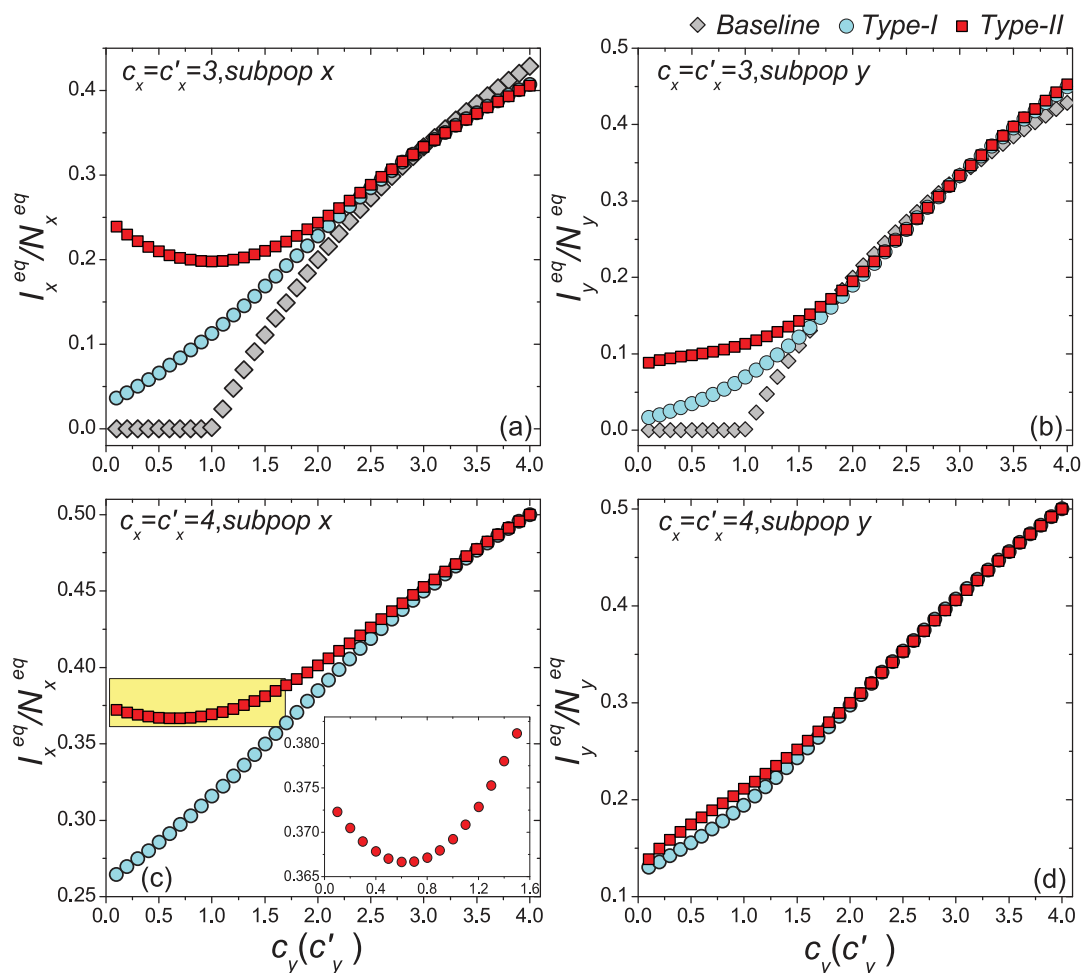 Baseline Type-I Type-II
c_x=c'_x=3,subpop x
I_x^eq/N_x^eq
0.4
0.3
0.2
0.1
0.0
(a)
0.0 0.5 1.0 1.5 2.0 2.5 3.0 3.5 4.0
c_x=c'_x=3,subpop y
I_y^eq/N_y^eq
0.5
0.4
0.3
0.2
0.1
0.0
(b)
0.0 0.5 1.0 1.5 2.0 2.5 3.0 3.5 4.0
c_x=c'_x=4,subpop x
I_x^eq/N_x^eq
0.50
0.45
0.40
0.35
0.30
0.25
0.380
0.375
0.370
0.365
0.0 0.4 0.8 1.2 1.6
(c)
0.0 0.5 1.0 1.5 2.0 2.5 3.0 3.5 4.0
c_y(c'_y)
c_x=c'_x=4,subpop y
I_y^eq/N_y^eq
0.5
0.4
0.3
0.2
0.1
(d)
0.0 0.5 1.0 1.5 2.0 2.5 3.0 3.5 4.0
c_y(c'_y)